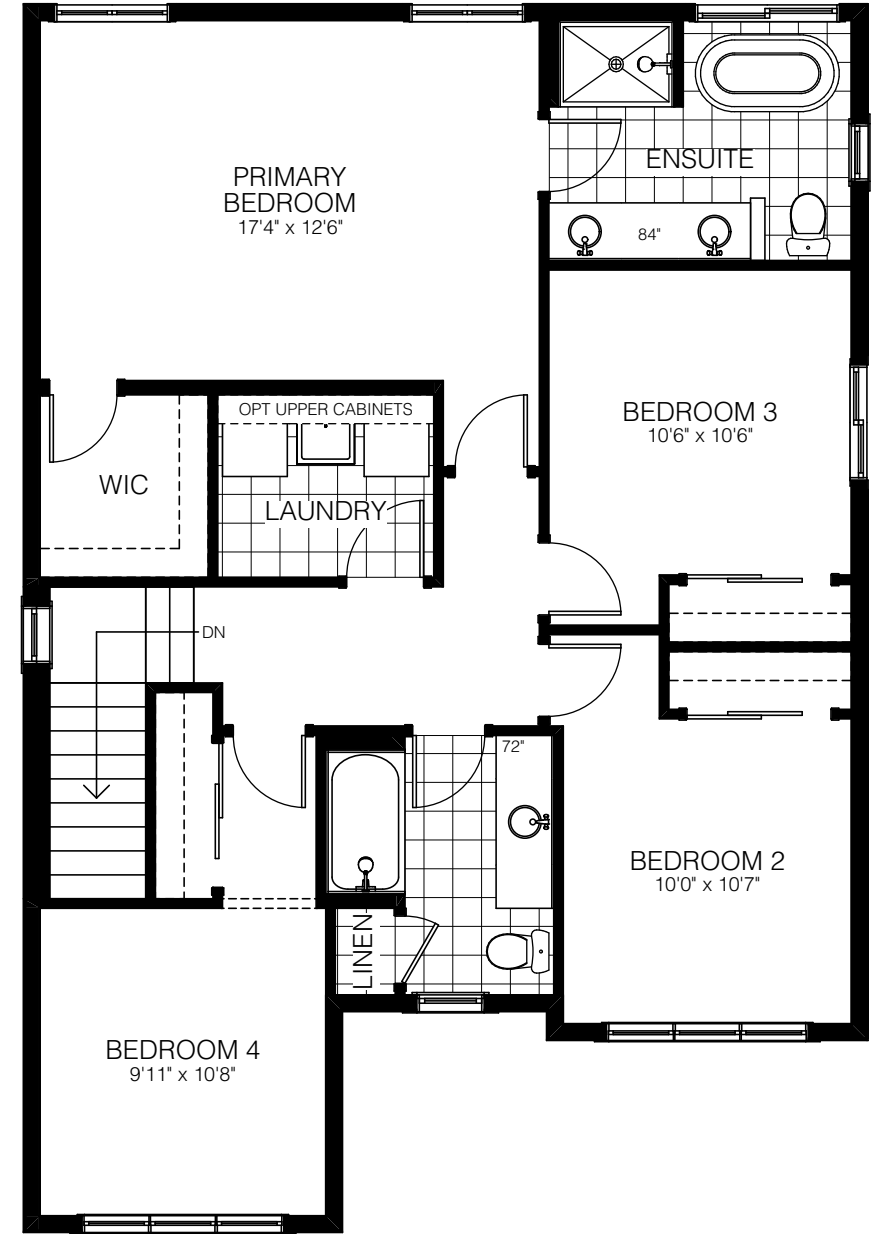 PRIMARY
BEDROOM
17'4" x 12'6"
ENSUITE
84"
BEDROOM 3
10'6" x 10'6"
OPT UPPER CABINETS
WIC
LAUNDRY
DN
72"
BEDROOM 2
10'0" x 10'7"
LINEN
BEDROOM 4
9'11" x 10'8"